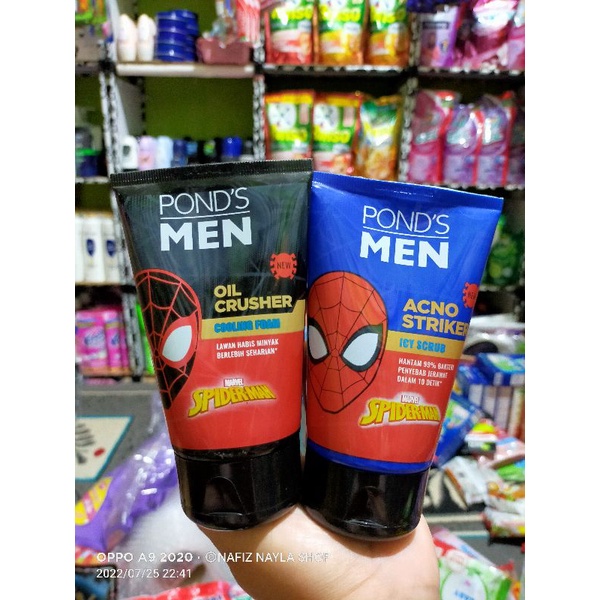 POND'S
MEN
NEW
OIL
CRUSHER
COOLING FOAM
LAWAN HABIS MINYAK
BERLEBIH SEHARIAN*
MARVEL
SPIDER-MAN
POND'S
MEN
ACNO
STRIKER
ICY SCRUB
HANTAM 99% BAKTERI
PENYEBAB JERAWAT
DALAM 10 DETIK*
MARVEL
SPIDER-MAN
OPPO A9 2020 · ©NAFIZ NAYLA SHOP
2022/07/25 22:41